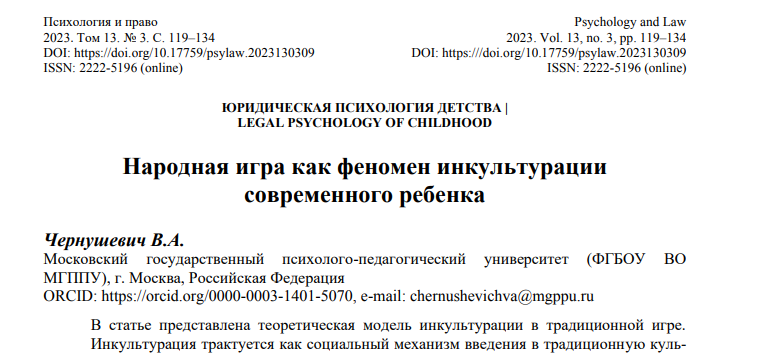 Психология и право
2023. Том 13. № 3. С. 119–134
DOI: https://doi.org/10.17759/psylaw.2023130309
ISSN: 2222-5196 (online)
Psychology and Law
2023. Vol. 13, no. 3, pp. 119–134
DOI: https:///doi.org/10.17759/psylaw.2023130309
ISSN: 2222-5196 (online)
ЮРИДИЧЕСКАЯ ПСИХОЛОГИЯ ДЕТСТВА |
LEGAL PSYCHOLOGY OF CHILDHOOD
Народная игра как феномен инкультурации
современного ребенка
Чернушевич В.А.
Московский государственный психолого-педагогический университет (ФГБОУ ВО
МГППУ), г. Москва, Российская Федерация
ORCID: https://orcid.org/0000-0003-1401-5070, e-mail: chernushevichva@mgppu.ru
В статье представлена теоретическая модель инкультурации в традиционной игре.
Инкультурация трактуется как социальный механизм введения в традиционную куль-